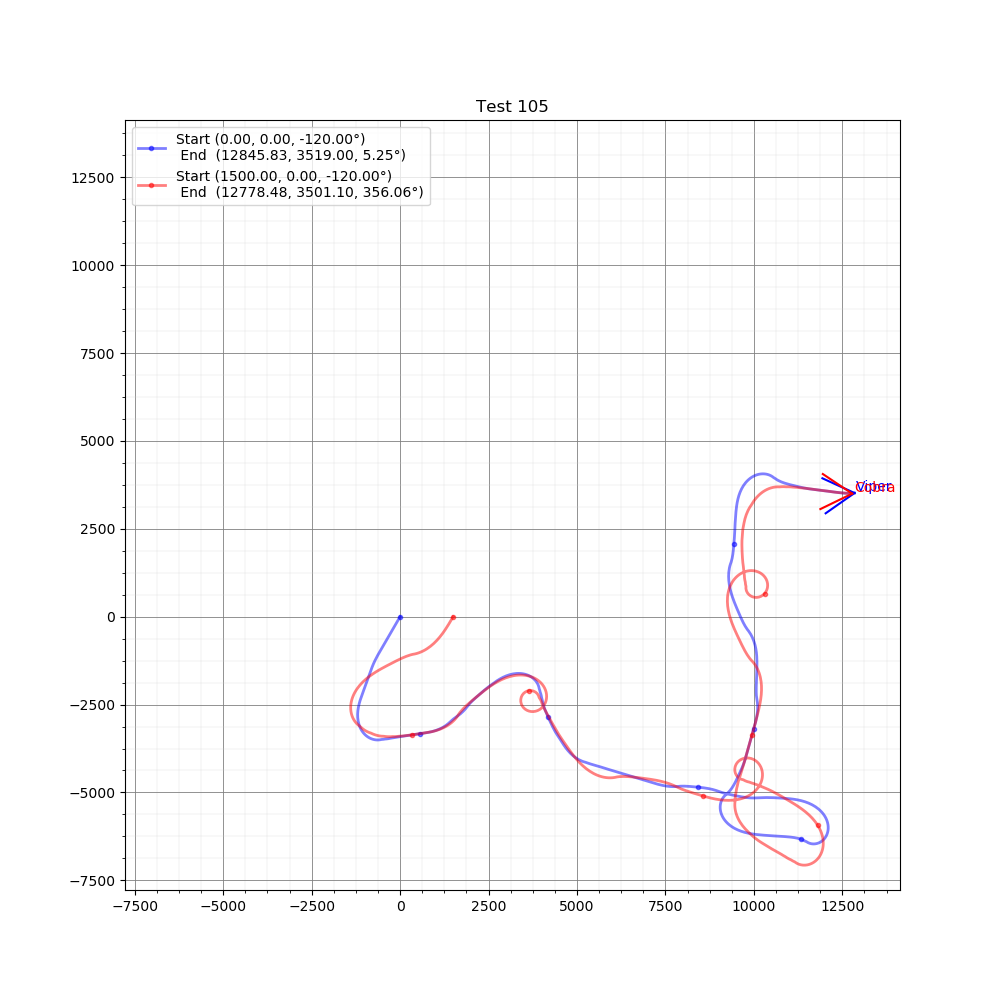 Test 105
Start (0.00, 0.00, -120.00°)
End (12845.83, 3519.00, 5.25°)
Start (1500.00, 0.00, -120.00°)
End (12778.48, 3501.10, 356.06°)
12500
10000
7500
5000
2500
0
−2500
−5000
−7500
Viper
Cobra
−7500 −5000 −2500 0 2500 5000 7500 10000 12500